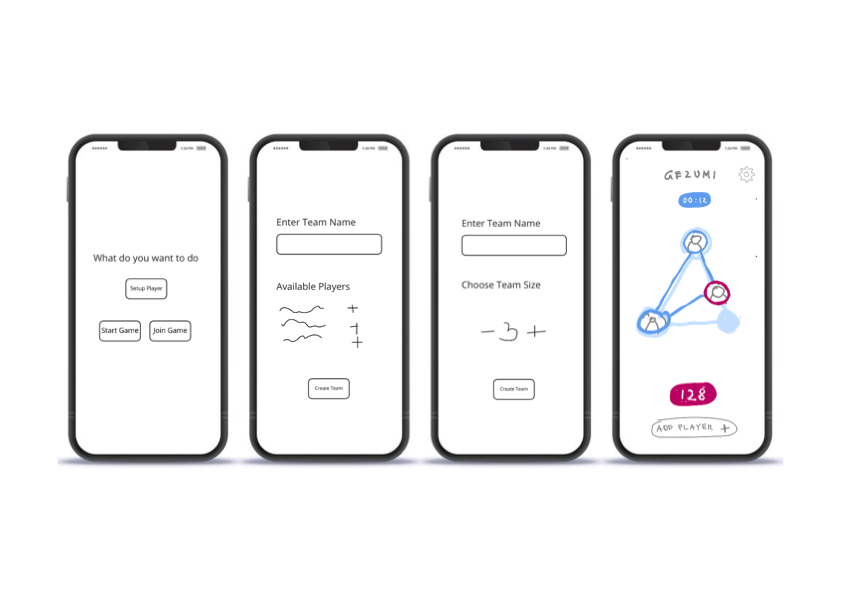 What do you want to do
Setup Player
Start Game
Join Game
Enter Team Name
Available Players
+
+
+
Create Team
Enter Team Name
Choose Team Size
- 3 +
Create Team
GEZUMI
00:12
128
ADD PLAYER +